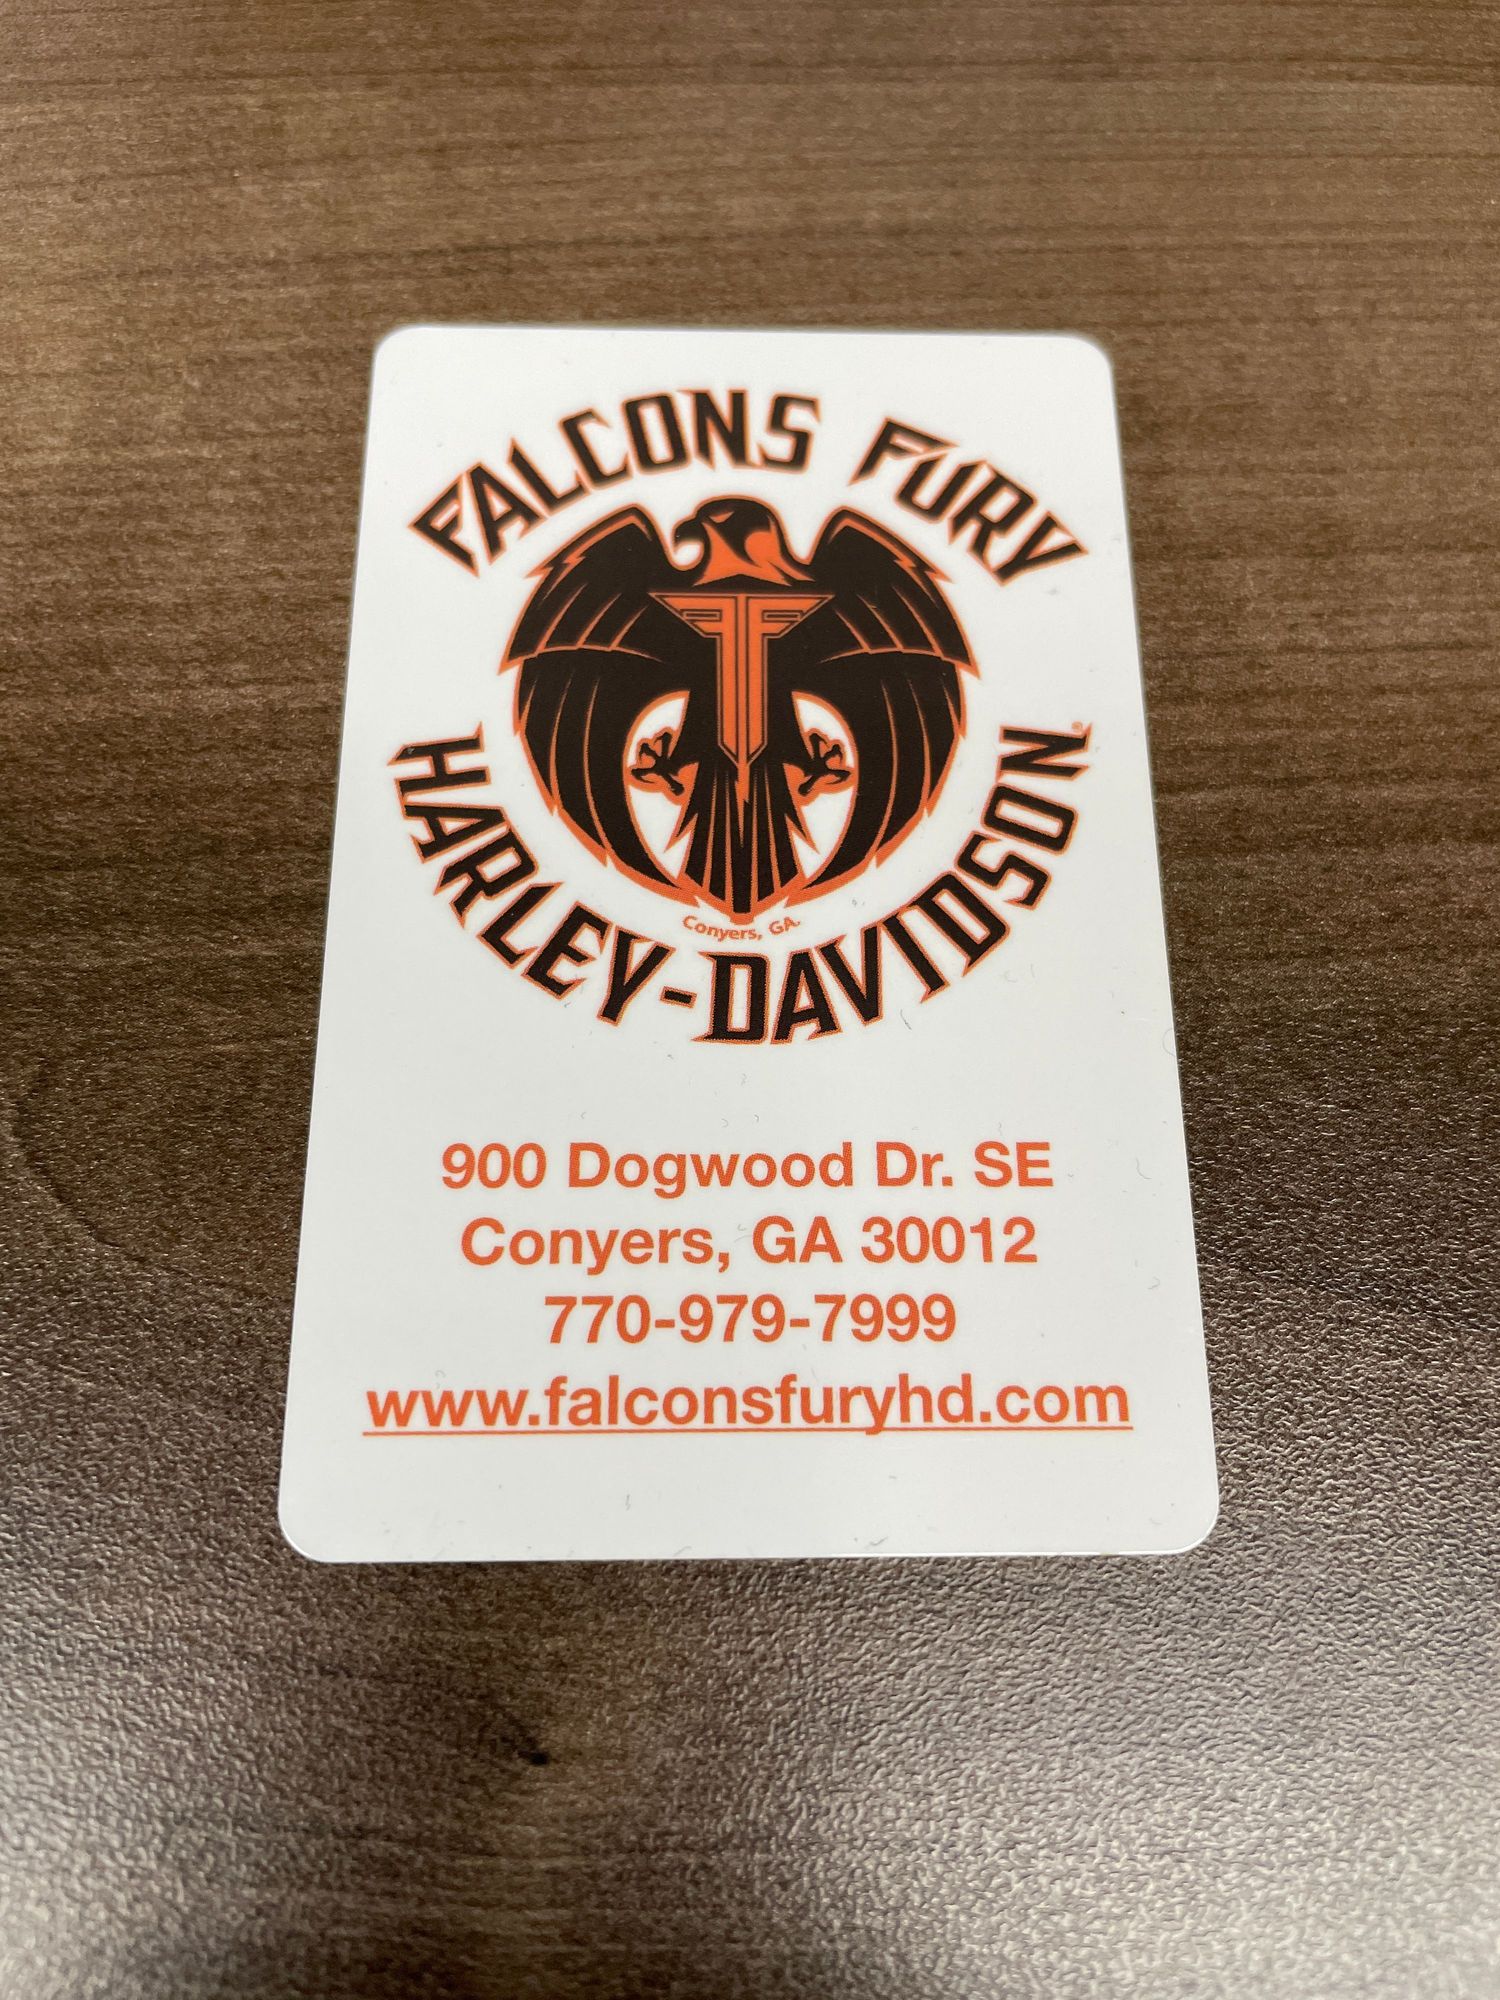 FALCONS FURY
FF
Conyers, GA.
HARLEY-DAVIDSON®
900 Dogwood Dr. SE
Conyers, GA 30012
770-979-7999
www.falconsfuryhd.com